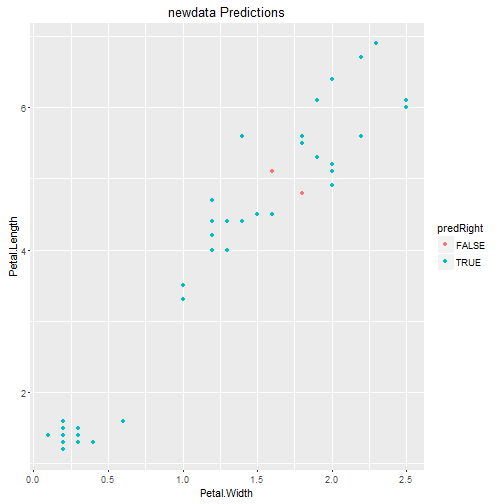 newdata Predictions
Petal.Length
6
4
2
0.0 0.5 1.0 1.5 2.0 2.5
Petal.Width
predRight
FALSE
TRUE